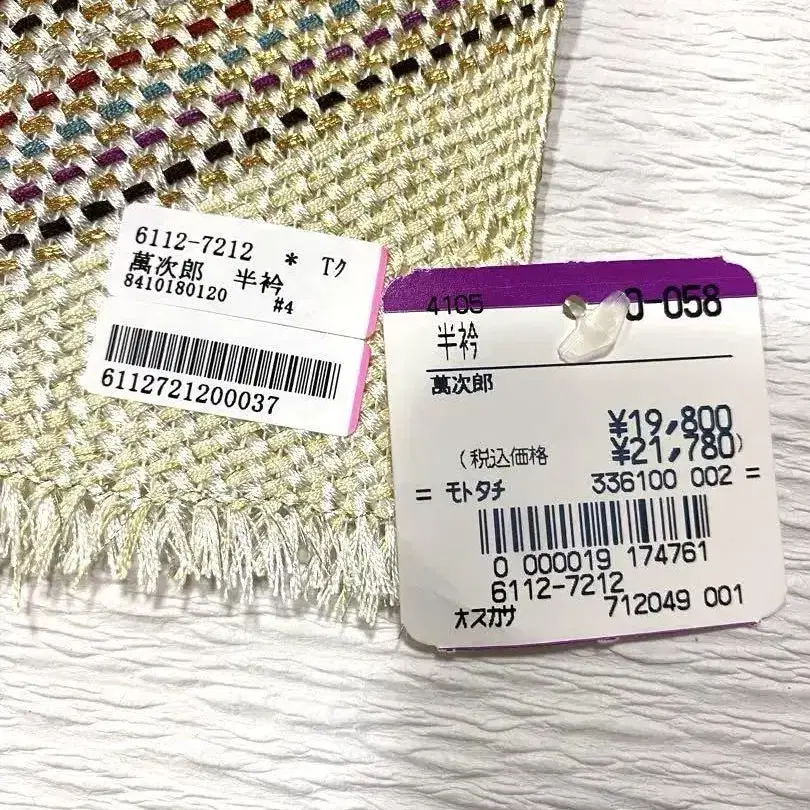 6112-7212 * Tク
萬次郎 半衿
8410180120 #4
6112721200037
4105 0-058
半衿
萬次郎
¥19,800
(税込価格 ¥21,780)
= モトタチ 336100 002 =
0 000019 174761
6112-7212
オスカサ 712049 001